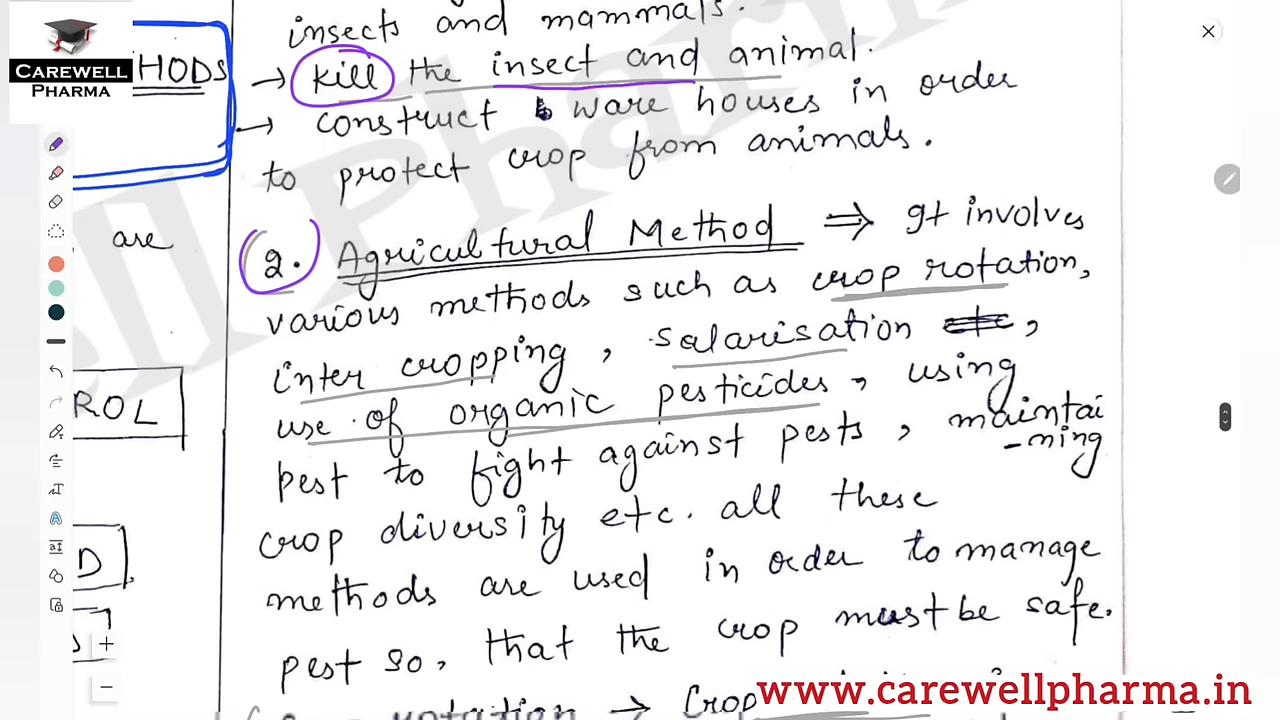 CAREWELL
PHARMA
HODS
are
ROL
D
insects and mammals.
→ Kill the insect and animal.
→ construct ware houses in order
to protect crop from animals.
2. Agricultural Method ⇒ It involves
various methods such as crop rotation,
inter cropping, salarisation etc,
use of organic pesticides, using
pest to fight against pests, maintai
-ning
crop diversity etc. all these
methods are used in order to manage
pest so, that the crop must be safe.
rotation → Crop
www.carewellpharma.in